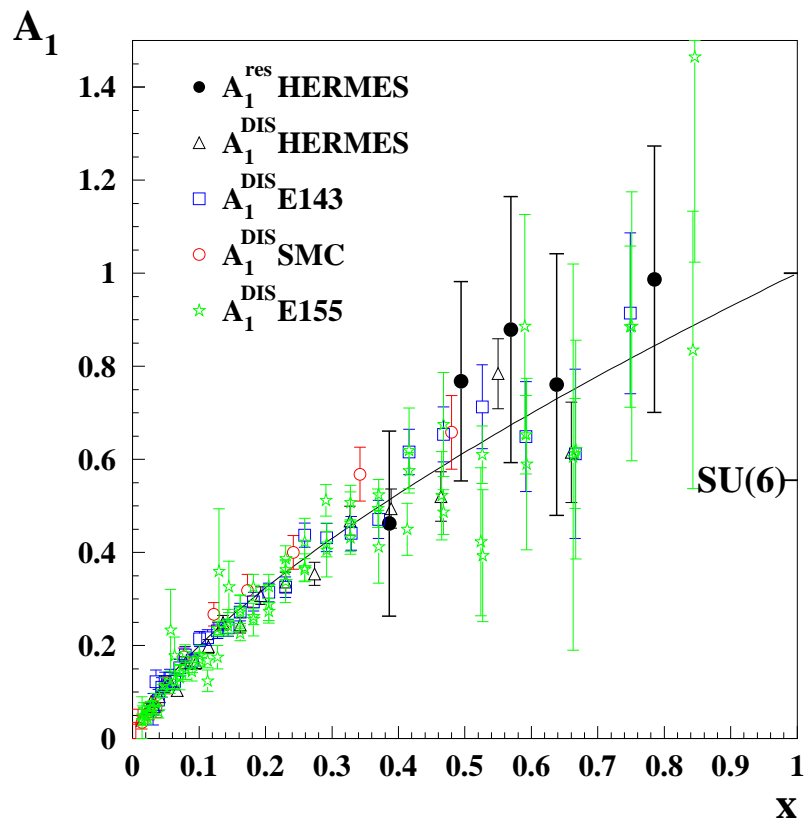 A1
1.4
1.2
1
0.8
0.6
0.4
0.2
0
A1res HERMES
A1DIS HERMES
A1DIS E143
A1DIS SMC
A1DIS E155
SU(6)
0 0.1 0.2 0.3 0.4 0.5 0.6 0.7 0.8 0.9 1
x